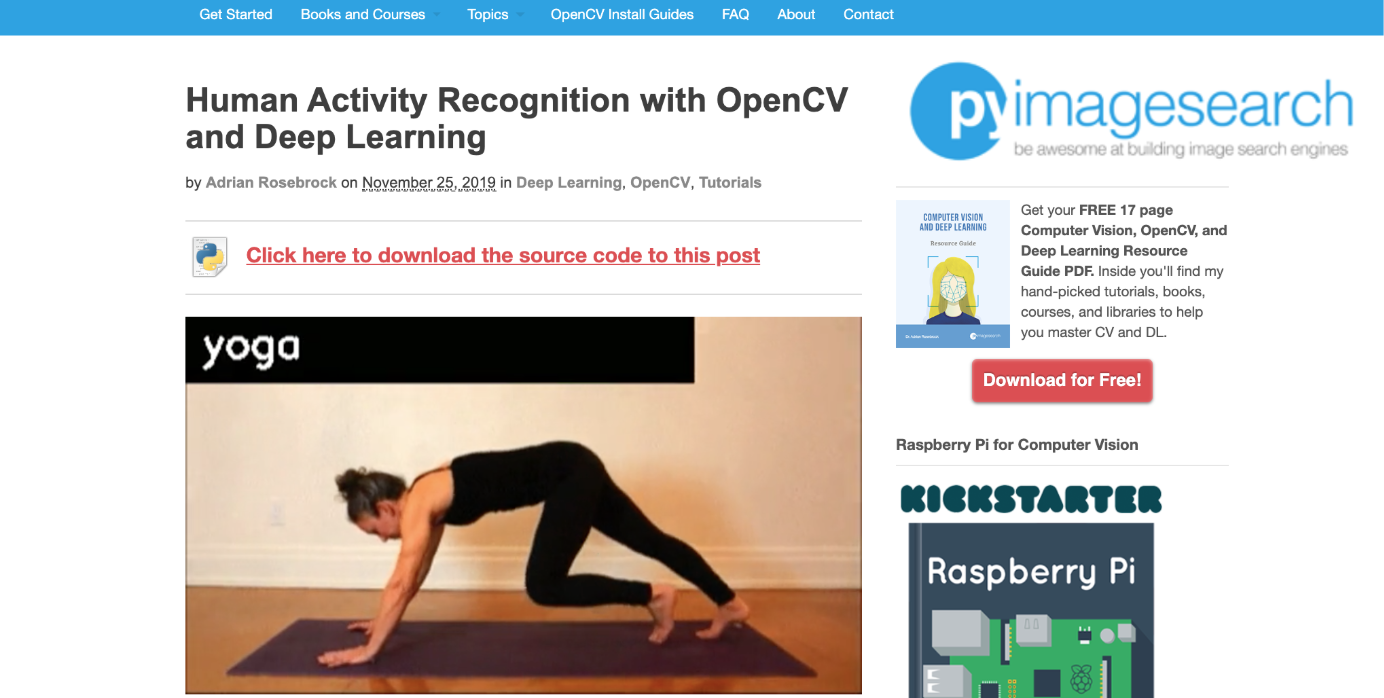 Get Started Books and Courses Topics OpenCV Install Guides FAQ About Contact
Human Activity Recognition with OpenCV
and Deep Learning
by Adrian Rosebrock on November 25, 2019 in Deep Learning, OpenCV, Tutorials
Click here to download the source code to this post
yoga
pyimagesearch
be awesome at building image search engines
COMPUTER VISION
AND DEEP LEARNING
Resource Guide
Get your FREE 17 page
Computer Vision, OpenCV, and
Deep Learning Resource
Guide PDF. Inside you'll find my
hand-picked tutorials, books,
courses, and libraries to help
you master CV and DL.
Download for Free!
Raspberry Pi for Computer Vision
KICKSTARTER
Raspberry Pi